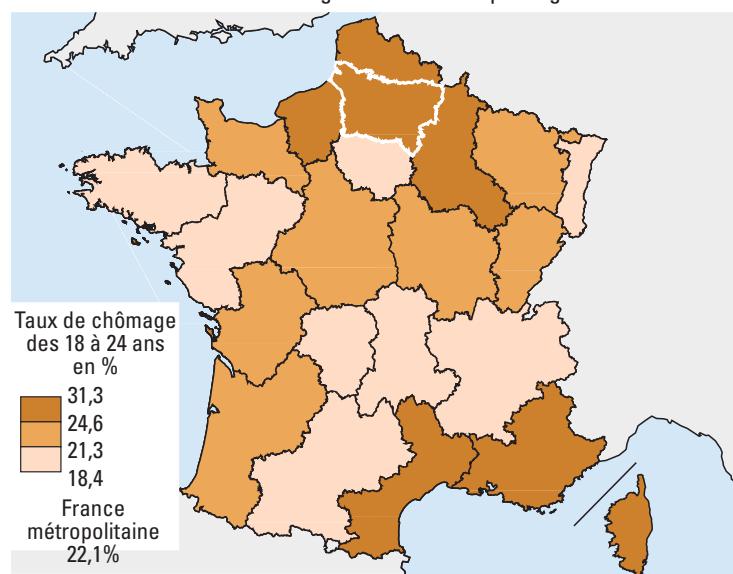 Taux de chômage
des 18 à 24 ans
en %
31,3
24,6
21,3
18,4
France
métropolitaine
22,1%